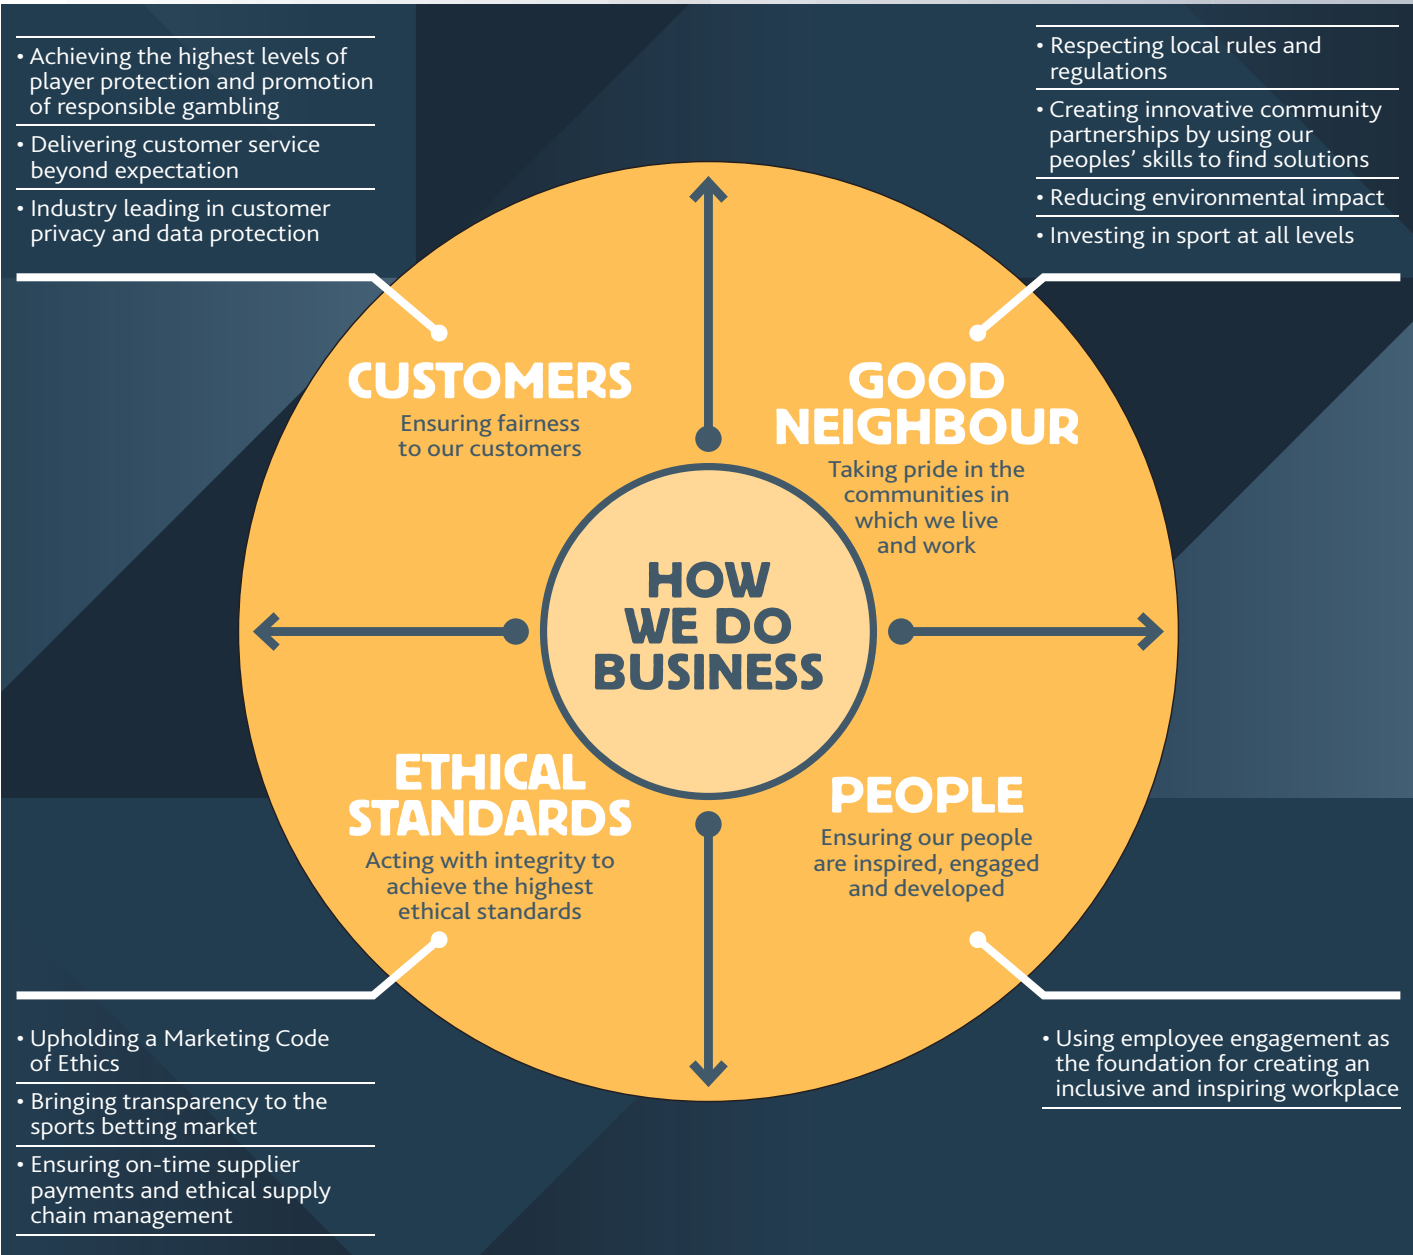 • Achieving the highest levels of
player protection and promotion
of responsible gambling
• Delivering customer service
beyond expectation
• Industry leading in customer
privacy and data protection
• Respecting local rules and
regulations
• Creating innovative community
partnerships by using our
peoples’ skills to find solutions
• Reducing environmental impact
• Investing in sport at all levels
CUSTOMERS
Ensuring fairness
to our customers
GOOD
NEIGHBOUR
Taking pride in the
communities in
which we live
and work
HOW
WE DO
BUSINESS
ETHICAL
STANDARDS
Acting with integrity to
achieve the highest
ethical standards
PEOPLE
Ensuring our people
are inspired, engaged
and developed
• Upholding a Marketing Code
of Ethics
• Bringing transparency to the
sports betting market
• Ensuring on-time supplier
payments and ethical supply
chain management
• Using employee engagement as
the foundation for creating an
inclusive and inspiring workplace